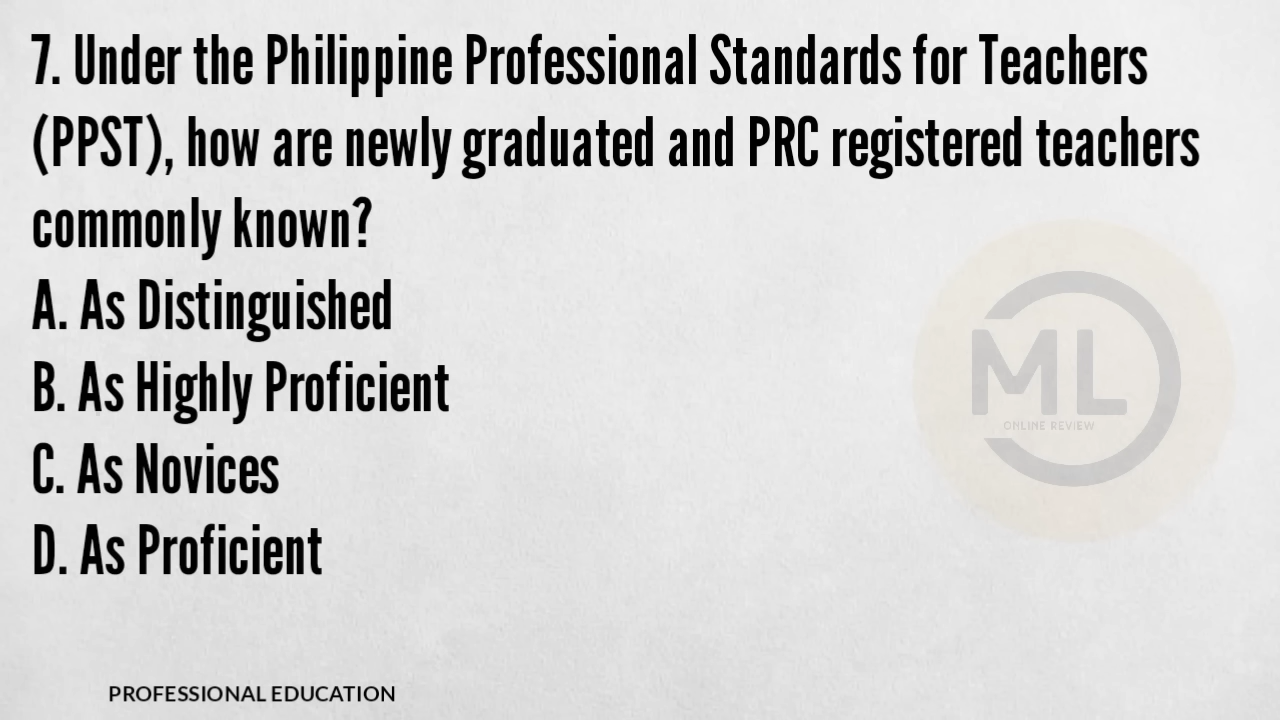 7. Under the Philippine Professional Standards for Teachers
(PPST), how are newly graduated and PRC registered teachers
commonly known?
A. As Distinguished
B. As Highly Proficient
C. As Novices
D. As Proficient
ML
ONLINE REVIEW
PROFESSIONAL EDUCATION